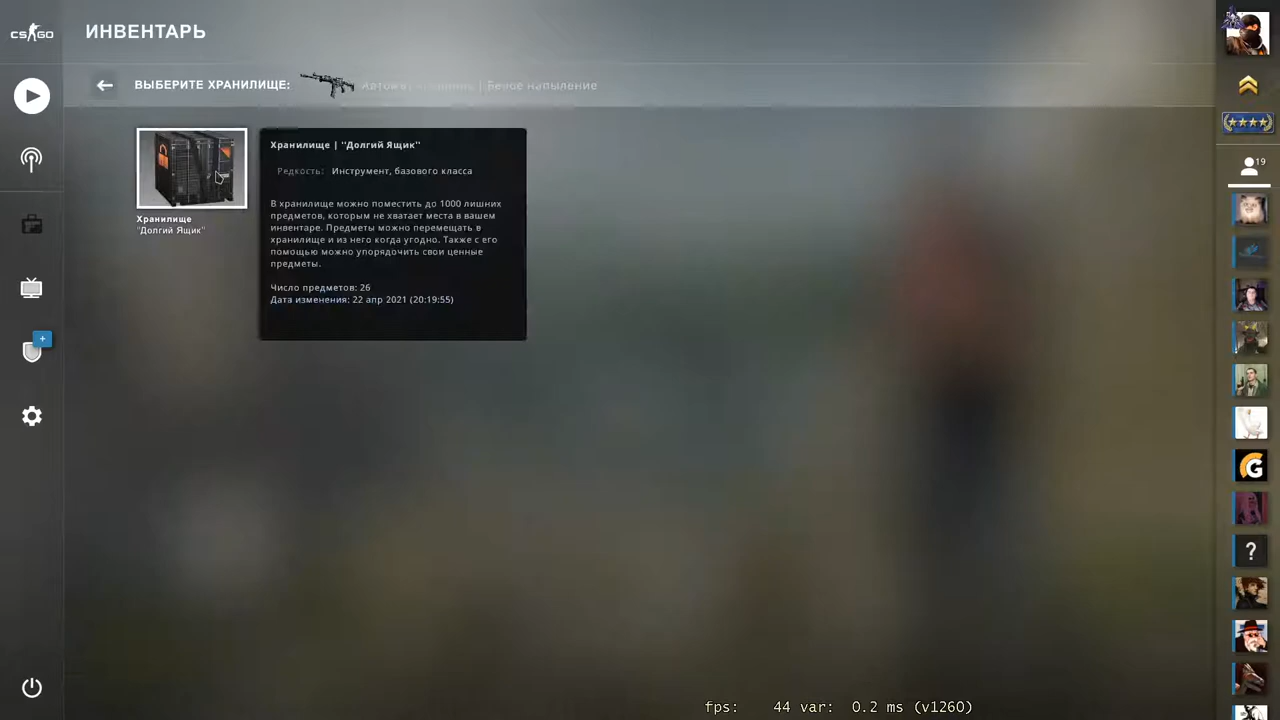 CS:GO
ИНВЕНТАРЬ
ВЫБЕРИТЕ ХРАНИЛИЩЕ: | Белое напыление
19
Хранилище | ''Долгий Ящик''
Редкость: Инструмент, базового класса
В хранилище можно поместить до 1000 лишних
предметов, которым не хватает места в вашем
инвентаре. Предметы можно перемещать в
хранилище и из него когда угодно. Также с его
помощью можно упорядочить свои ценные
предметы.
Число предметов: 26
Дата изменения: 22 апр 2021 (20:19:55)
Хранилище
"Долгий Ящик"
+
G
?
fps: 44 var: 0.2 ms (v1260)